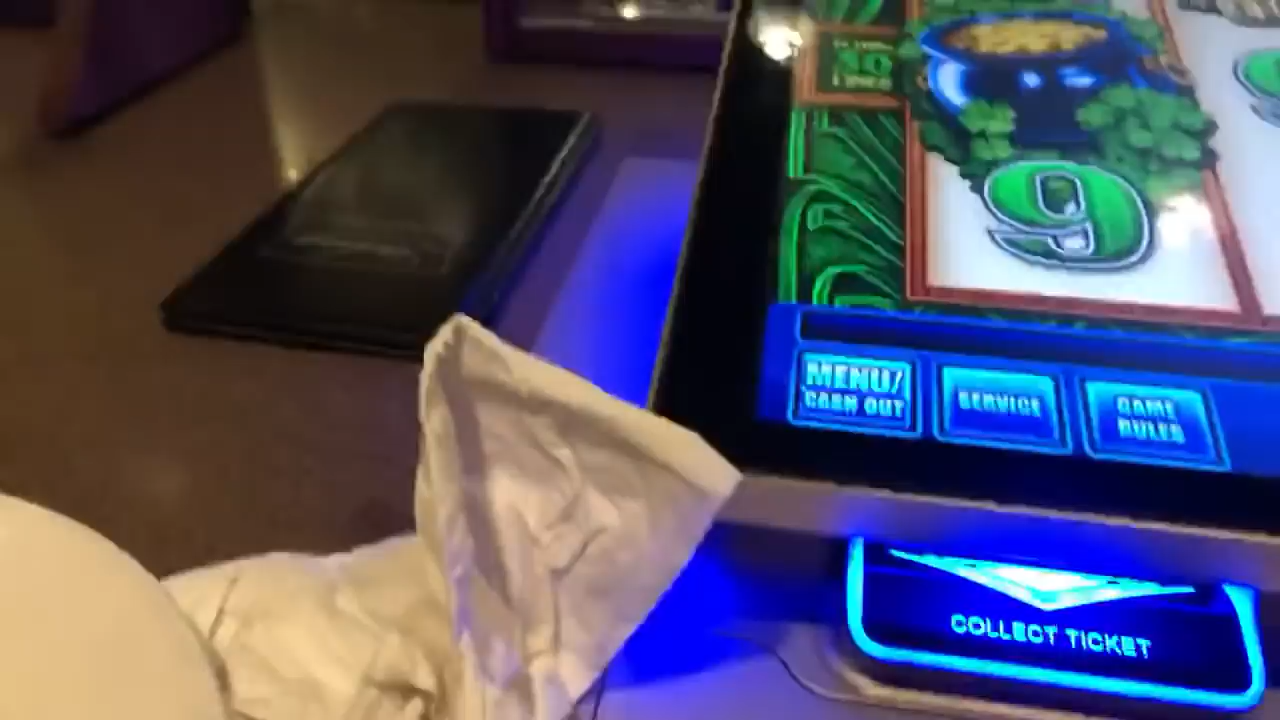 9
MENU/
CASH OUT
SERVICE
GAME
RULES
COLLECT TICKET